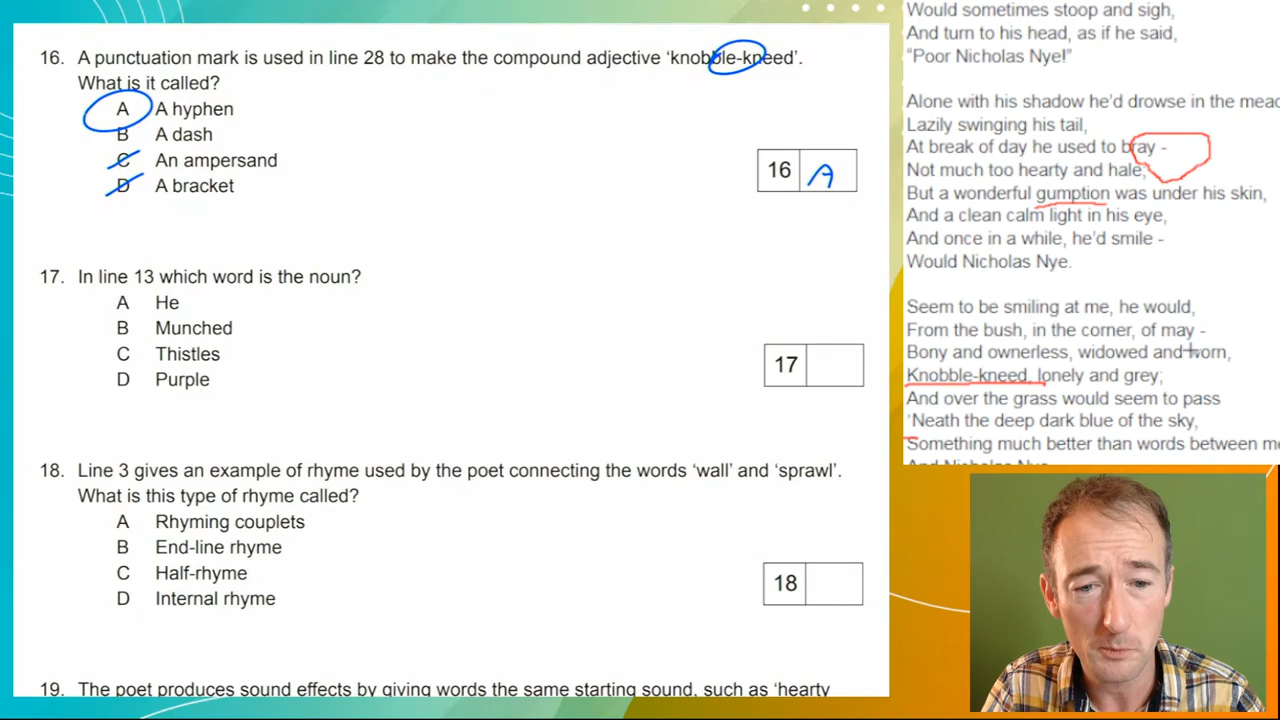 16. A punctuation mark is used in line 28 to make the compound adjective ‘knobble-kneed’.
What is it called?
A A hyphen
B A dash
C An ampersand
D A bracket
16 A
17. In line 13 which word is the noun?
A He
B Munched
C Thistles
D Purple
17
18. Line 3 gives an example of rhyme used by the poet connecting the words ‘wall’ and ‘sprawl’.
What is this type of rhyme called?
A Rhyming couplets
B End-line rhyme
C Half-rhyme
D Internal rhyme
18
19. The poet produces sound effects by giving words the same starting sound, such as ‘hearty
Would sometimes stoop and sigh,
And turn to his head, as if he said,
“Poor Nicholas Nye!”
Alone with his shadow he’d drowse in the mead
Lazily swinging his tail,
At break of day he used to bray -
Not much too hearty and hale;
But a wonderful gumption was under his skin,
And a clean calm light in his eye,
And once in a while, he’d smile -
Would Nicholas Nye.
Seem to be smiling at me, he would,
From the bush, in the corner, of may -
Bony and ownerless, widowed and worn,
Knobble-kneed, lonely and grey;
And over the grass would seem to pass
‘Neath the deep dark blue of the sky,
Something much better than words between me
And Nicholas Nye